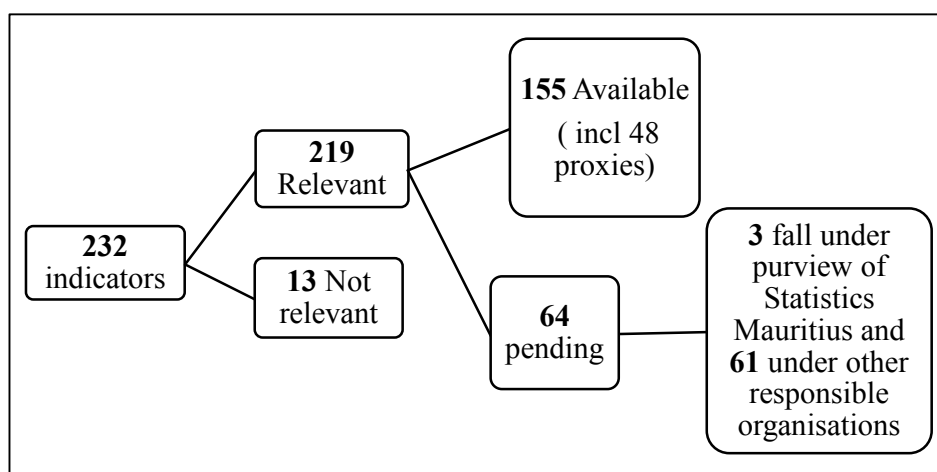 232
indicators
219
Relevant
13 Not
relevant
155 Available
( incl 48
proxies)
64
pending
3 fall under
purview of
Statistics
Mauritius and
61 under other
responsible
organisations